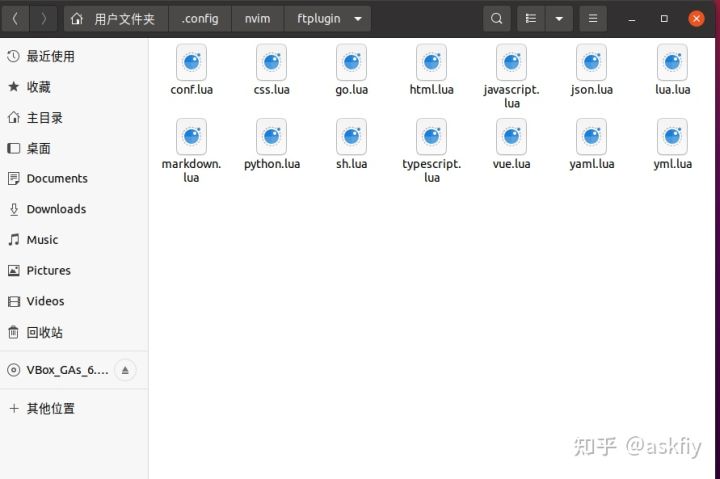 用户文件夹 .config nvim ftplugin
最近使用
收藏
主目录
桌面
Documents
Downloads
Music
Pictures
Videos
回收站
VBox_GAs_6....
其他位置
conf.lua css.lua go.lua html.lua javascript. json.lua lua.lua
lua
markdown. python.lua sh.lua typescript. vue.lua yaml.lua yml.lua
lua lua
知乎 @askfiy